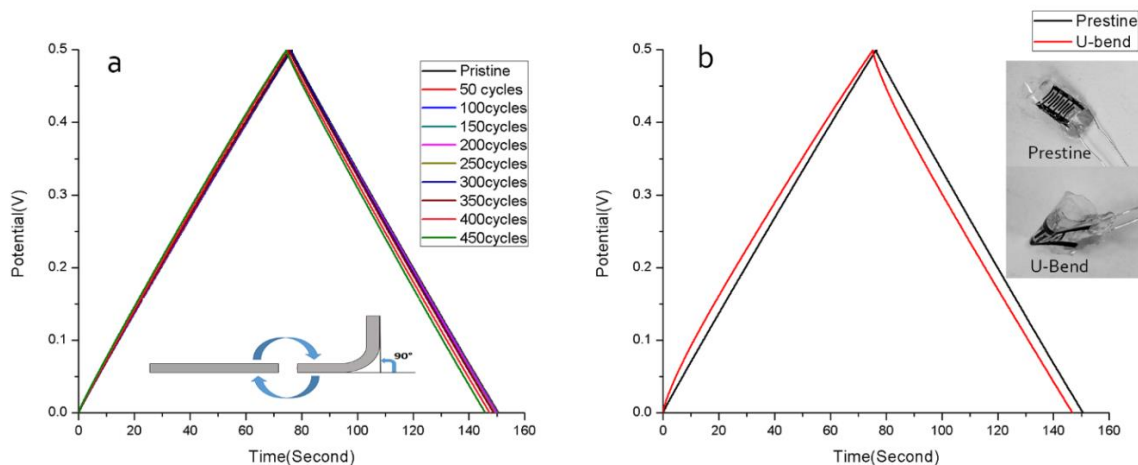 a
Pristine
50 cycles
100cycles
150cycles
200cycles
250cycles
300cycles
350cycles
400cycles
450cycles
90°
Potential(V)
0.5
0.4
0.3
0.2
0.1
0.0
0 20 40 60 80 100 120 140 160
Time(Second)
b
Prestine
U-bend
Prestine
U-Bend
Potential(V)
0.5
0.4
0.3
0.2
0.1
0.0
0 20 40 60 80 100 120 140 160
Time(Second)